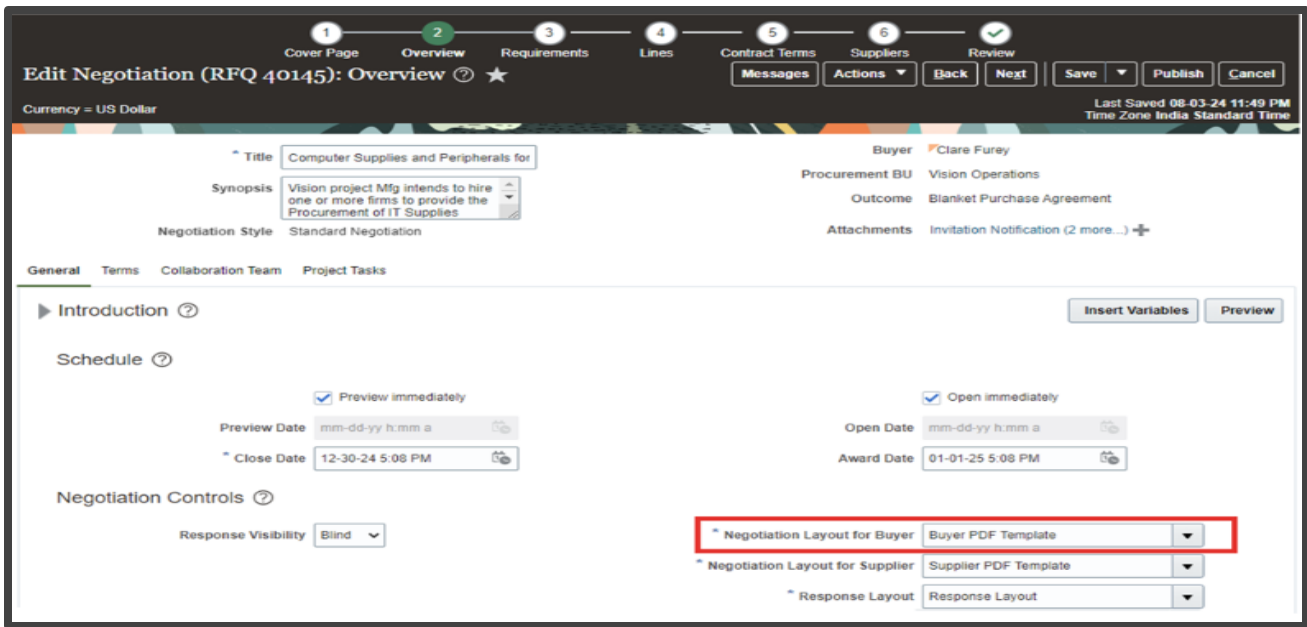 1 2 3 4 5 6
Cover Page Overview Requirements Lines Contract Terms Suppliers Review
Edit Negotiation (RFQ 40145): Overview ? ★
Messages Actions ▼ Back Next Save ▼ Publish Cancel
Currency = US Dollar
Last Saved 08-03-24 11:49 PM
Time Zone India Standard Time
* Title Computer Supplies and Peripherals for
Synopsis Vision project Mfg intends to hire
one or more firms to provide the
Procurement of IT Supplies
Negotiation Style Standard Negotiation
Buyer Clare Furey
Procurement BU Vision Operations
Outcome Blanket Purchase Agreement
Attachments Invitation Notification (2 more...)
General Terms Collaboration Team Project Tasks
Introduction ?
Insert Variables Preview
Schedule ?
Preview immediately Open immediately
Preview Date mm-dd-yy h:mm a Open Date mm-dd-yy h:mm a
* Close Date 12-30-24 5:08 PM Award Date 01-01-25 5:08 PM
Negotiation Controls ?
Response Visibility Blind * Negotiation Layout for Buyer Buyer PDF Template
* Negotiation Layout for Supplier Supplier PDF Template
* Response Layout Response Layout